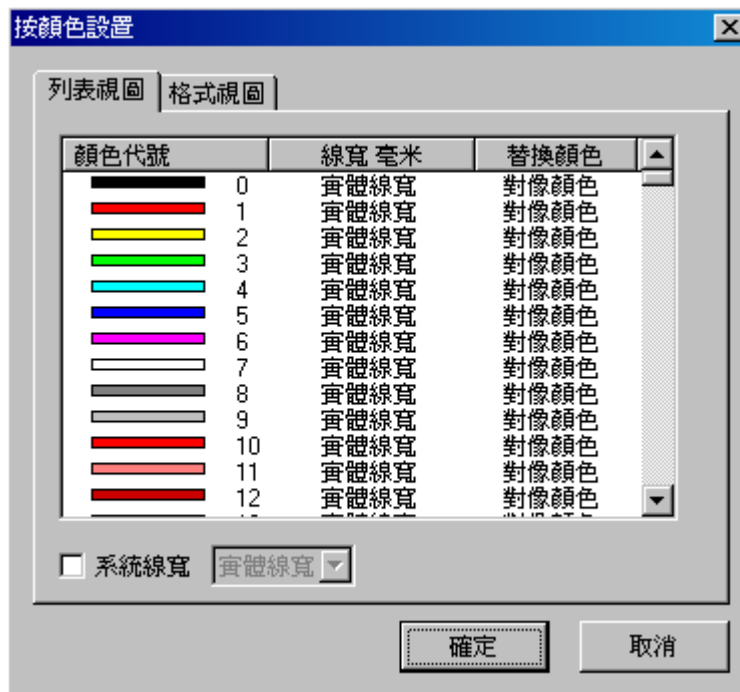 按顏色設置
列表視圖 格式視圖
顏色代號 線寬 毫米 替換顏色
0 實體線寬 對像顏色
1 實體線寬 對像顏色
2 實體線寬 對像顏色
3 實體線寬 對像顏色
4 實體線寬 對像顏色
5 實體線寬 對像顏色
6 實體線寬 對像顏色
7 實體線寬 對像顏色
8 實體線寬 對像顏色
9 實體線寬 對像顏色
10 實體線寬 對像顏色
11 實體線寬 對像顏色
12 實體線寬 對像顏色
系統線寬 實體線寬
確定 取消